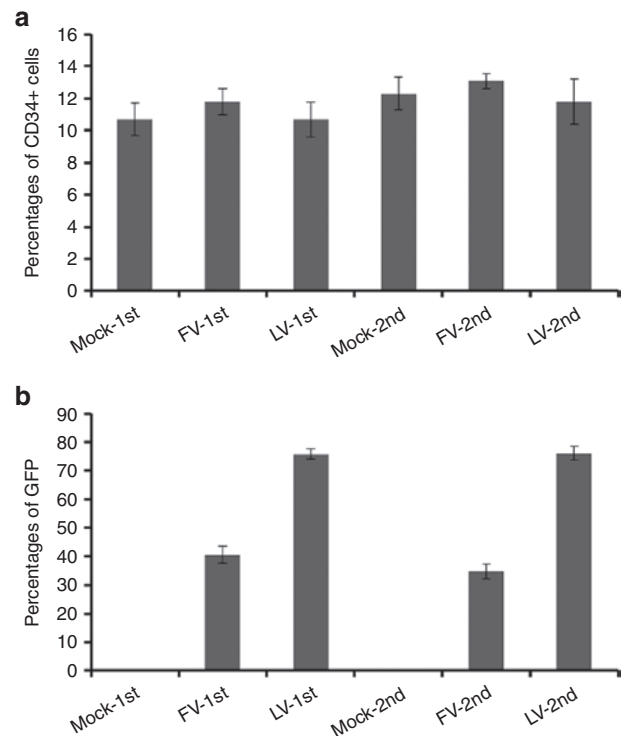 a
Percentages of CD34+ cells
16
14
12
10
8
6
4
2
0
Mock-1st
FV-1st
LV-1st
Mock-2nd
FV-2nd
LV-2nd
b
Percentages of GFP
90
80
70
60
50
40
30
20
10
0
Mock-1st
FV-1st
LV-1st
Mock-2nd
FV-2nd
LV-2nd